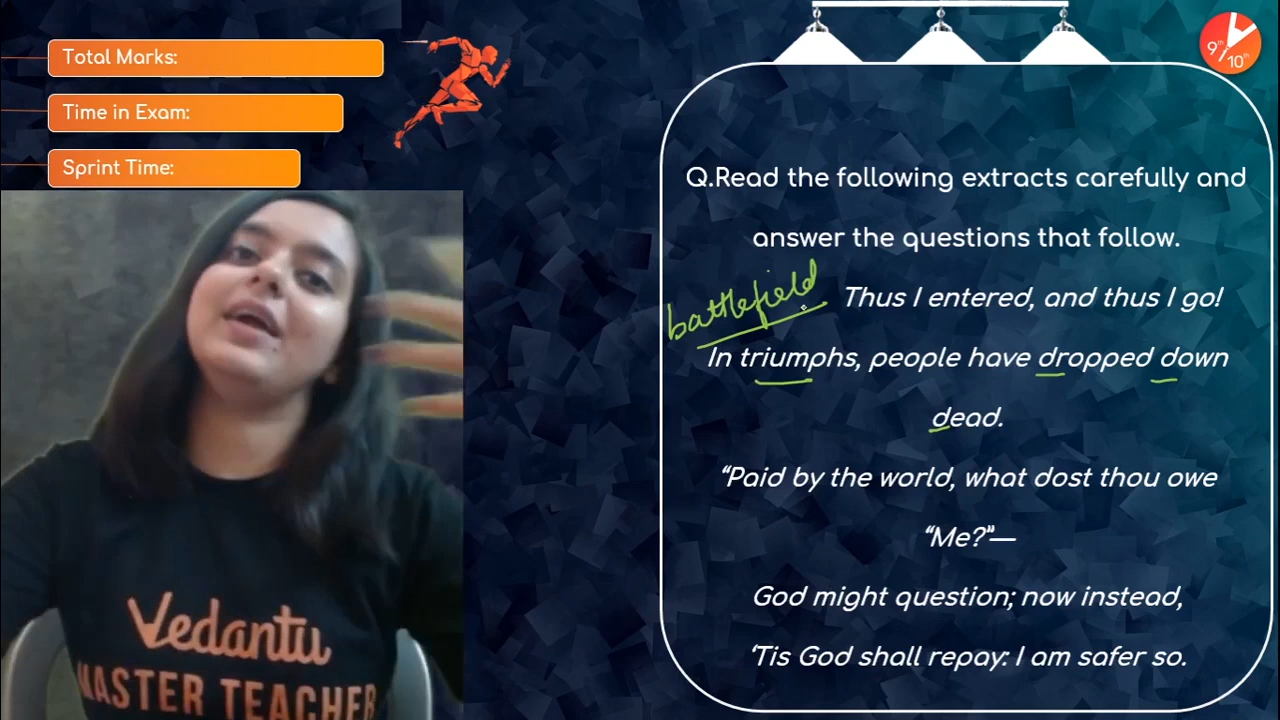 Total Marks:
Time in Exam:
Sprint Time:
9th/10th
Q.Read the following extracts carefully and
answer the questions that follow.
battlefield
Thus I entered, and thus I go!
In triumphs, people have dropped down
dead.
“Paid by the world, what dost thou owe
“Me?”—
God might question; now instead,
‘Tis God shall repay: I am safer so.
Vedantu
MASTER TEACHER